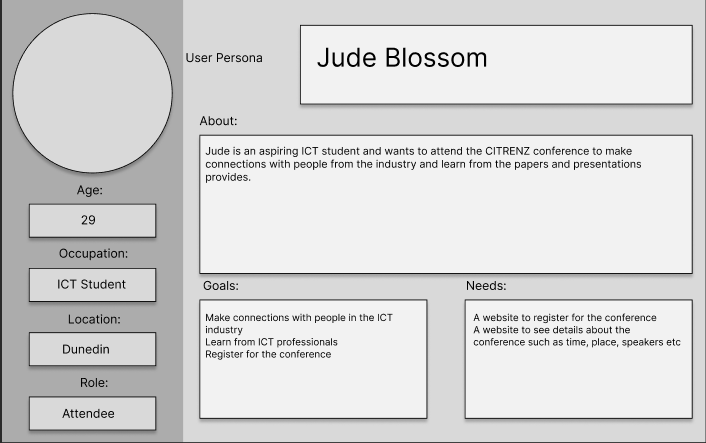 User Persona
Jude Blossom
About:
Jude is an aspiring ICT student and wants to attend the CITRENZ conference to make
connections with people from the industry and learn from the papers and presentations
provides.
Age:
29
Occupation:
ICT Student
Location:
Dunedin
Role:
Attendee
Goals:
Make connections with people in the ICT
industry
Learn from ICT professionals
Register for the conference
Needs:
A website to register for the conference
A website to see details about the
conference such as time, place, speakers etc